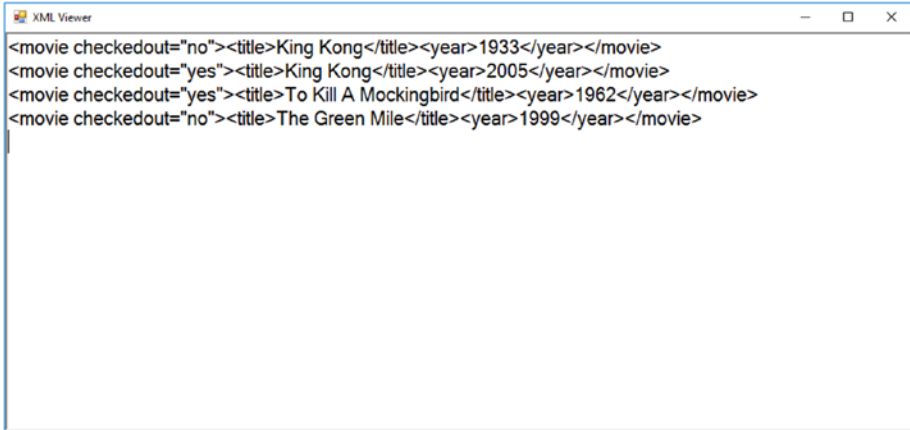 XML Viewer
<movie checkedout="no"><title>King Kong</title><year>1933</year></movie>
<movie checkedout="yes"><title>King Kong</title><year>2005</year></movie>
<movie checkedout="yes"><title>To Kill A Mockingbird</title><year>1962</year></movie>
<movie checkedout="no"><title>The Green Mile</title><year>1999</year></movie>